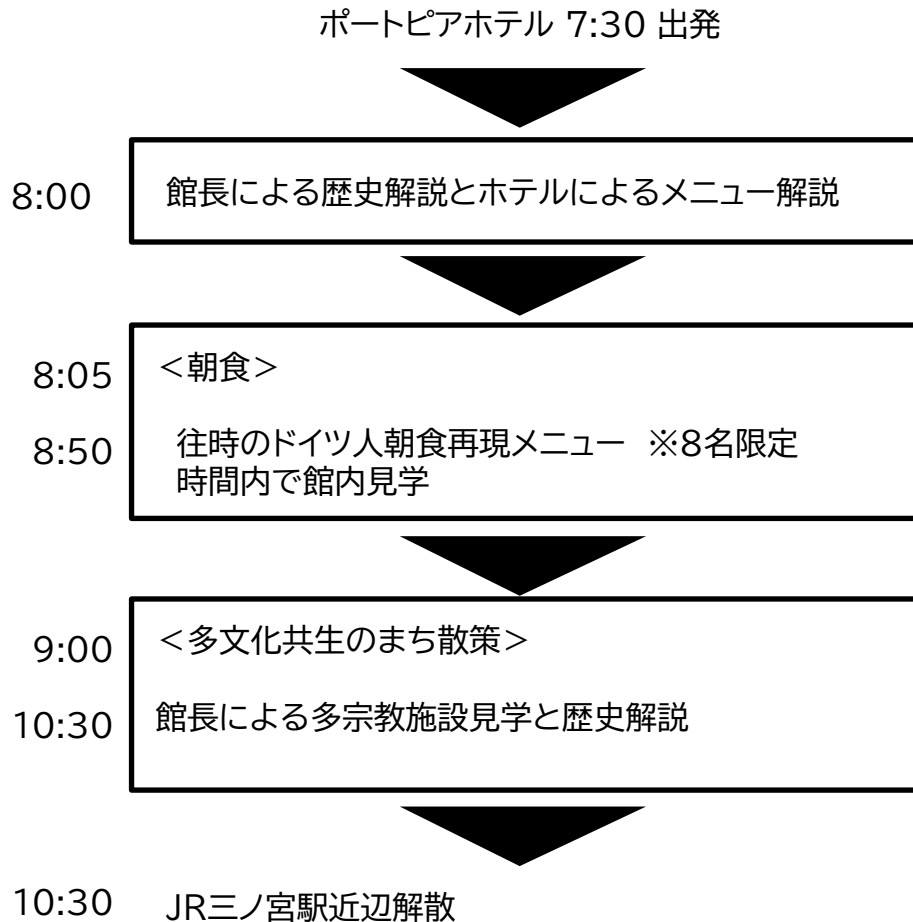 ポートピアホテル 7:30 出発
8:00 館長による歴史解説とホテルによるメニュー解説
8:05 <朝食>
8:50 往時のドイツ人朝食再現メニュー ※8名限定
時間内で館内見学
9:00 <多文化共生のまち散策>
10:30 館長による多宗教施設見学と歴史解説
10:30 JR三ノ宮駅近辺解散